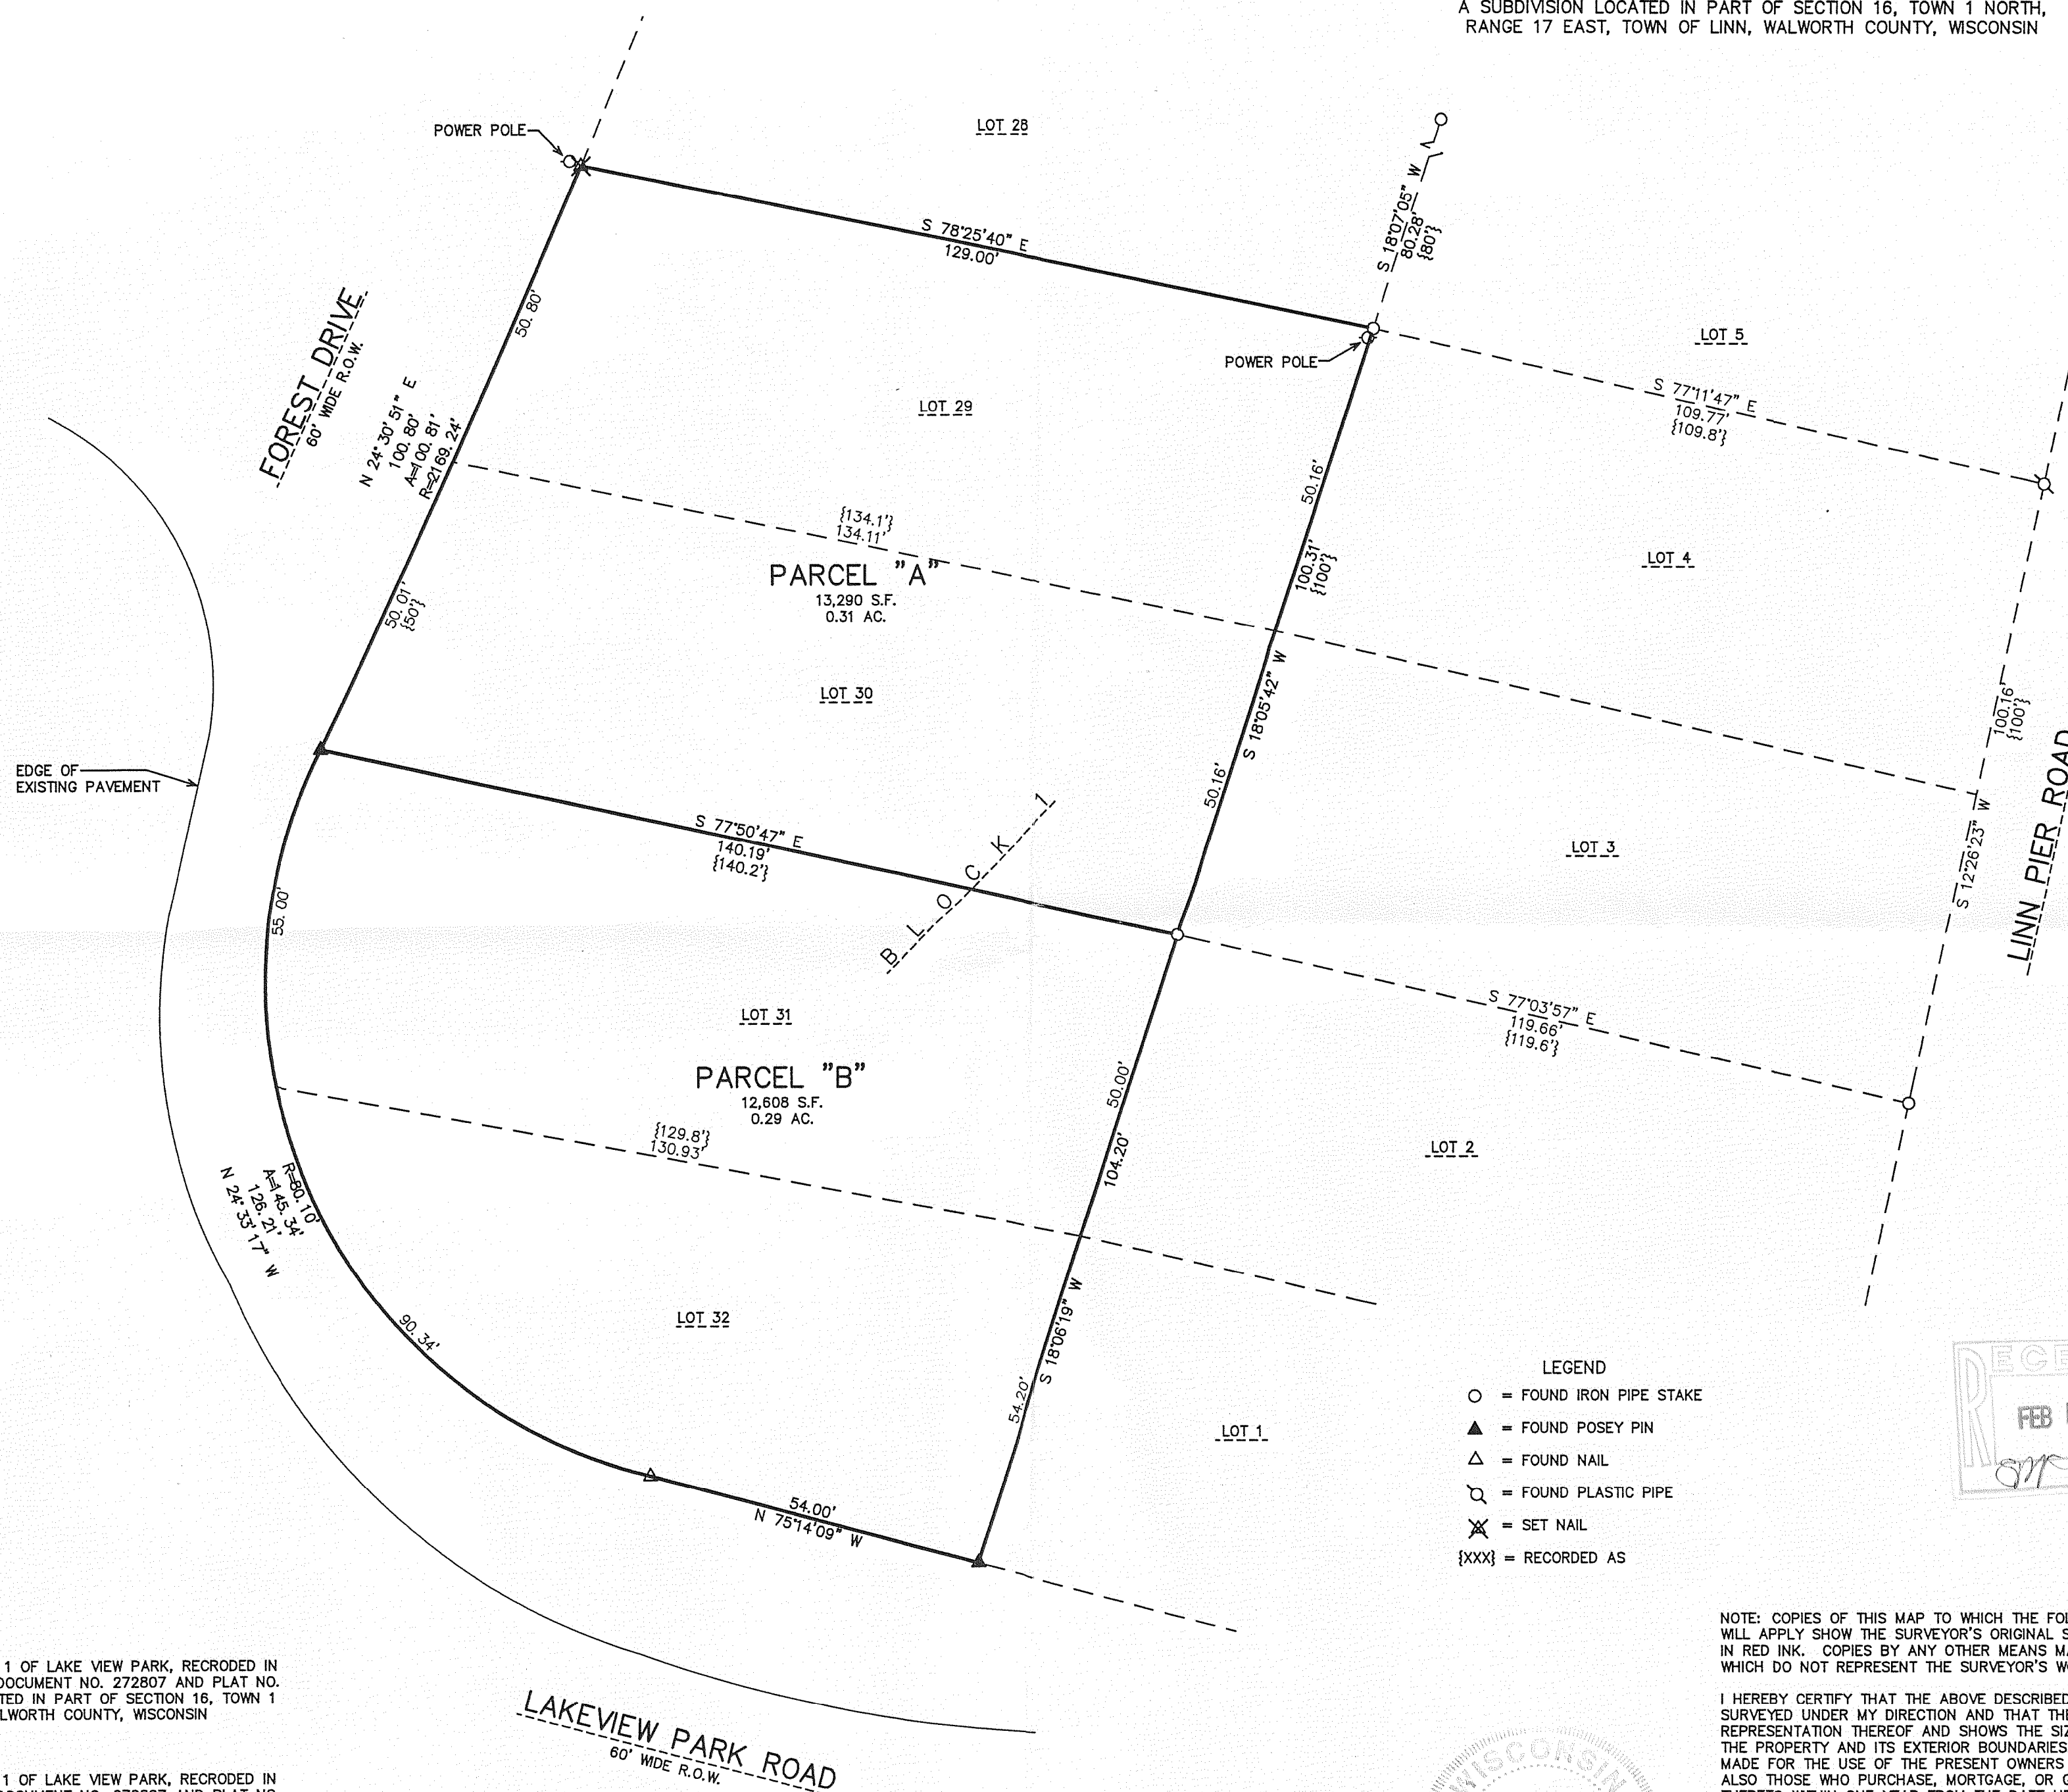 A SUBDIVISION LOCATED IN PART OF SECTION 16, TOWN 1 NORTH,
RANGE 17 EAST, TOWN OF LINN, WALWORTH COUNTY, WISCONSIN
POWER POLE
LOT 28
S 78°25'40" E
129.00'
S 18°07'05" W
80.28'
{80'}
POWER POLE
LOT 5
S 77°11'47" E
109.77'
{109.8'}
FOREST DRIVE
60' WIDE R.O.W.
50.80'
N 24°30'51" E
100.80'
A=100.81'
R=2169.24'
LOT 29
50.16'
100.31'
{100'}
{134.1'}
134.11'
PARCEL "A"
13,290 S.F.
0.31 AC.
LOT 4
50.01'
{50'}
LOT 30
S 18°05'42" W
50.16'
100.16'
{100'}
S 12°26'23" W
LINN PIER ROAD
EDGE OF
EXISTING PAVEMENT
S 77°50'47" E
140.19'
{140.2'}
BLOCK 1
LOT 3
55.00'
LOT 31
PARCEL "B"
12,608 S.F.
0.29 AC.
S 77°03'57" E
119.66'
{119.6'}
50.00'
104.20'
{129.8'}
130.93'
LOT 2
R=80.10'
A=145.34'
126.21'
N 24°33'17" W
90.34'
LOT 32
S 18°06'19" W
54.20'
LOT 1
54.00'
N 75°14'09" W
LEGEND
= FOUND IRON PIPE STAKE
= FOUND POSEY PIN
= FOUND NAIL
= FOUND PLASTIC PIPE
= SET NAIL
{XXX} = RECORDED AS
RECE
FEB
LAKEVIEW PARK ROAD
60' WIDE R.O.W.
1 OF LAKE VIEW PARK, RECRODED IN
DOCUMENT NO. 272807 AND PLAT NO.
TED IN PART OF SECTION 16, TOWN 1
LWORTH COUNTY, WISCONSIN
1 OF LAKE VIEW PARK, RECRODED IN
WISCONSIN
NOTE: COPIES OF THIS MAP TO WHICH THE FOL
WILL APPLY SHOW THE SURVEYOR'S ORIGINAL S
IN RED INK. COPIES BY ANY OTHER MEANS MA
WHICH DO NOT REPRESENT THE SURVEYOR'S W
I HEREBY CERTIFY THAT THE ABOVE DESCRIBED
SURVEYED UNDER MY DIRECTION AND THAT THE
REPRESENTATION THEREOF AND SHOWS THE SIZ
THE PROPERTY AND ITS EXTERIOR BOUNDARIES
MADE FOR THE USE OF THE PRESENT OWNERS
ALSO THOSE WHO PURCHASE, MORTGAGE, OR G